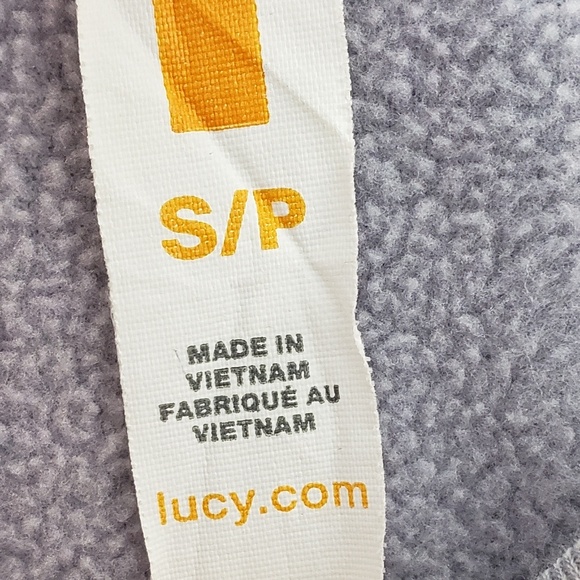 S/P
MADE IN
VIETNAM
FABRIQUÉ AU
VIETNAM
lucy.com